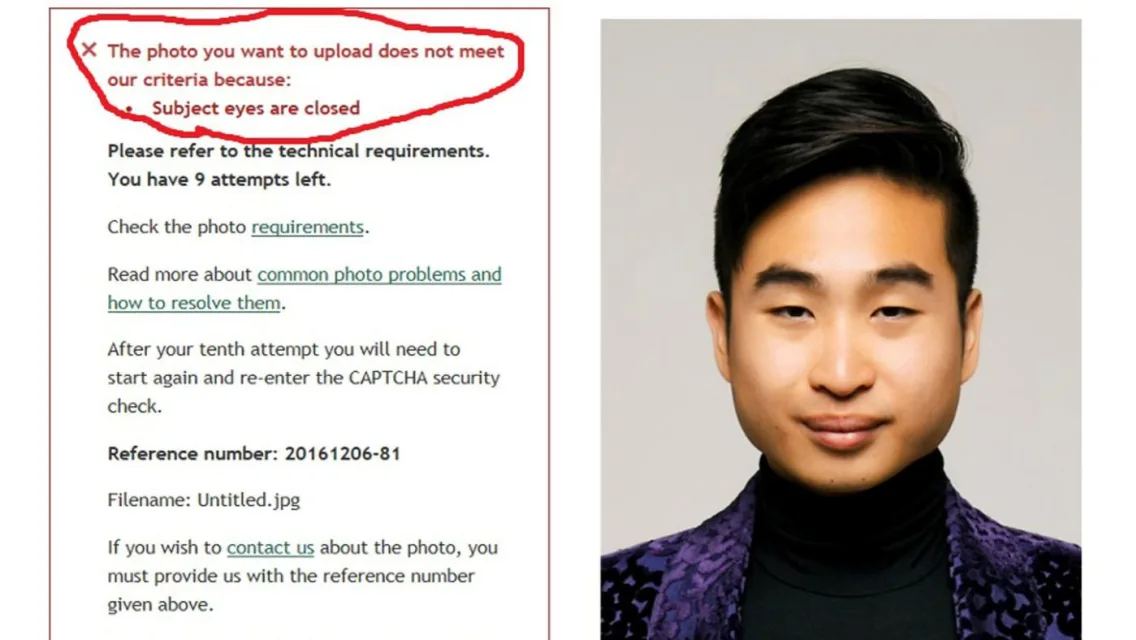 × The photo you want to upload does not meet
our criteria because:
• Subject eyes are closed
Please refer to the technical requirements.
You have 9 attempts left.
Check the photo requirements.
Read more about common photo problems and
how to resolve them.
After your tenth attempt you will need to
start again and re-enter the CAPTCHA security
check.
Reference number: 20161206-81
Filename: Untitled.jpg
If you wish to contact us about the photo, you
must provide us with the reference number
given above.